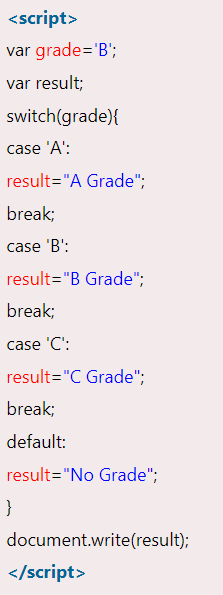 <script>
var grade='B';
var result;
switch(grade){
case 'A':
result="A Grade";
break;
case 'B':
result="B Grade";
break;
case 'C':
result="C Grade";
break;
default:
result="No Grade";
}
document.write(result);
</script>